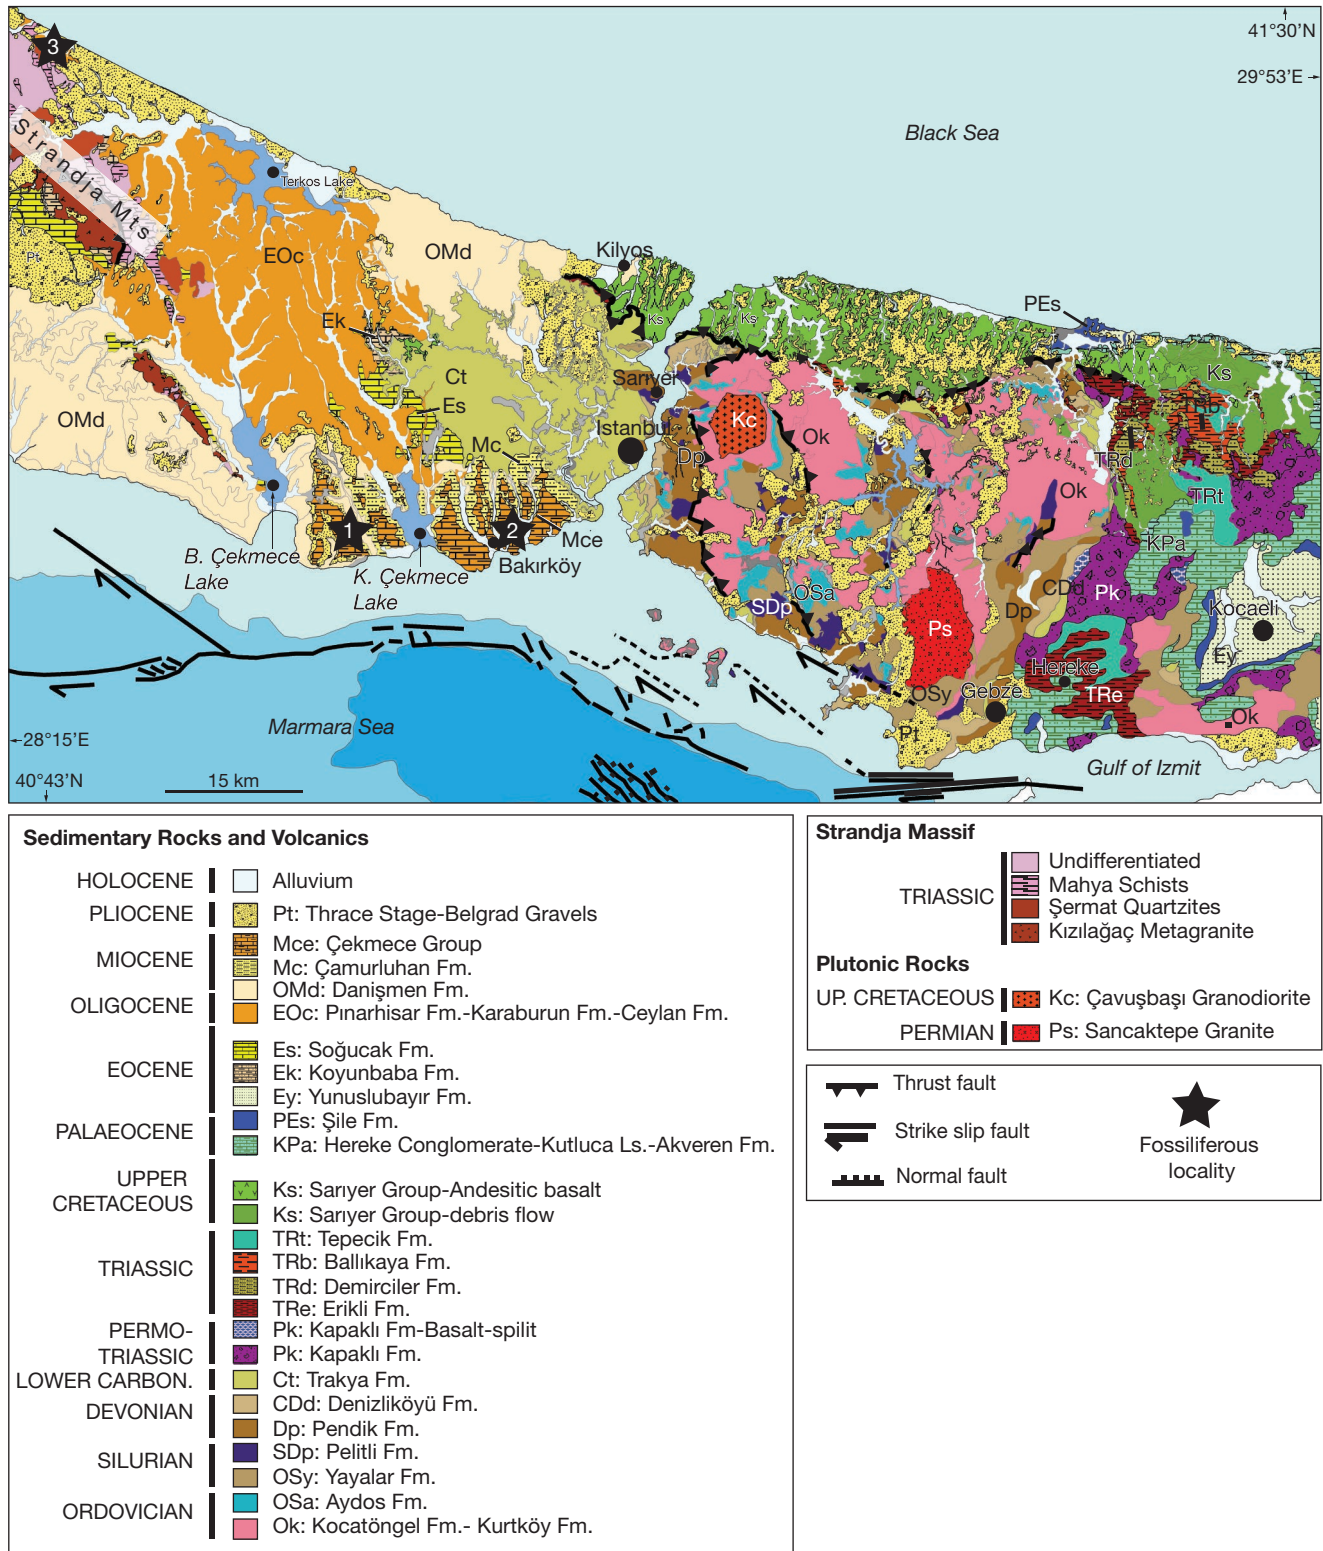 3
41°30'N
29°53'E
Black Sea
Strandja Mts
Terkos Lake
Pt
EOc
OMd
Kilyos
Ks
Ks
PEs
Ek
Ct
Sarıyer
Ks
TRb
Es
Kc
Ok
OMd
Istanbul
Mc
Dp
TRd
Ok
TRt
1
2
Mce
KPa
B. Çekmece
Lake
K. Çekmece
Lake
Bakırköy
OSa
SDp
CDd
Pk
Dp
Kocaeli
Ps
Ey
Hereke
TRe
OSy
Gebze
Pt
Ok
Marmara Sea
28°15'E
Gulf of Izmit
40°43'N
15 km
Sedimentary Rocks and Volcanics
HOLOCENE
Alluvium
PLIOCENE
Pt: Thrace Stage-Belgrad Gravels
MIOCENE
Mce: Çekmece Group
Mc: Çamurluhan Fm.
OLIGOCENE
OMd: Danişmen Fm.
EOc: Pınarhisar Fm.-Karaburun Fm.-Ceylan Fm.
EOCENE
Es: Soğucak Fm.
Ek: Koyunbaba Fm.
Ey: Yunuslubayır Fm.
PALAEOCENE
PEs: Şile Fm.
KPa: Hereke Conglomerate-Kutluca Ls.-Akveren Fm.
UPPER
CRETACEOUS
Ks: Sarıyer Group-Andesitic basalt
Ks: Sarıyer Group-debris flow
TRIASSIC
TRt: Tepecik Fm.
TRb: Ballıkaya Fm.
TRd: Demirciler Fm.
TRe: Erikli Fm.
PERMO-
TRIASSIC
Pk: Kapaklı Fm-Basalt-spilit
Pk: Kapaklı Fm.
LOWER CARBON.
Ct: Trakya Fm.
DEVONIAN
CDd: Denizliköyü Fm.
Dp: Pendik Fm.
SILURIAN
SDp: Pelitli Fm.
OSy: Yayalar Fm.
ORDOVICIAN
OSa: Aydos Fm.
Ok: Kocatöngel Fm.- Kurtköy Fm.
Strandja Massif
TRIASSIC
Undifferentiated
Mahya Schists
Şermat Quartzites
Kızılağaç Metagranite
Plutonic Rocks
UP. CRETACEOUS
Kc: Çavuşbaşı Granodiorite
PERMIAN
Ps: Sancaktepe Granite
Thrust fault
Strike slip fault
Normal fault
Fossiliferous
locality